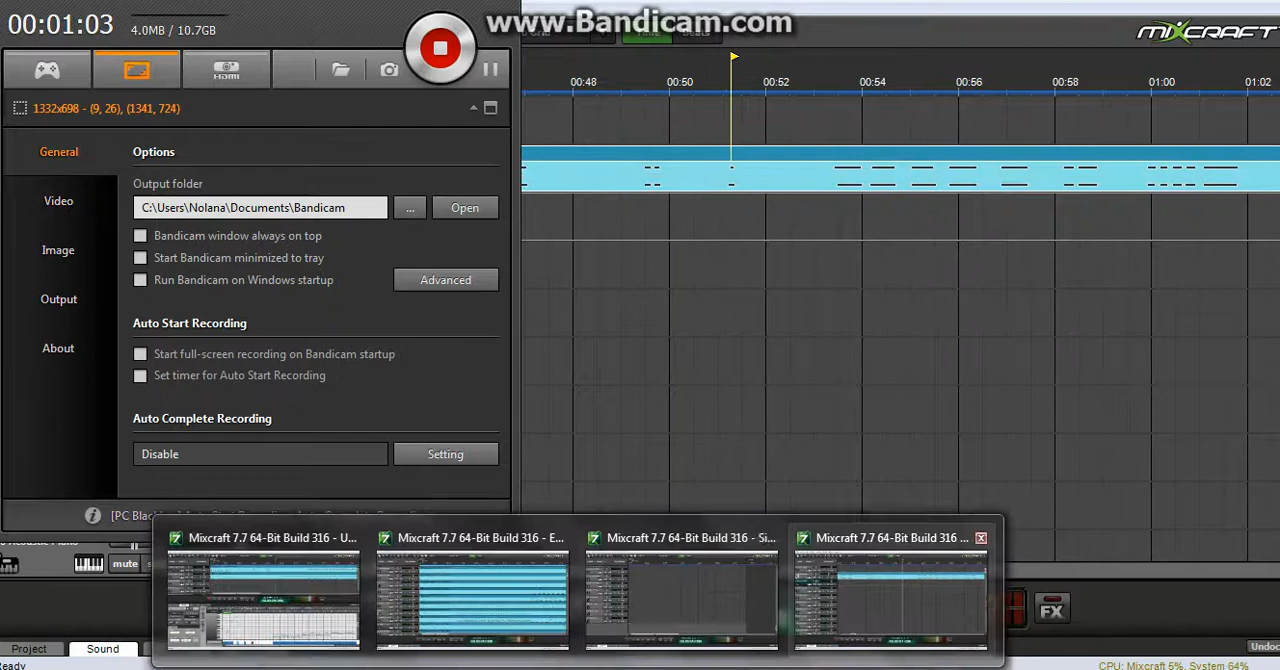 00:01:03
4.0MB / 10.7GB
www.Bandicam.com
MIXCRAFT
HDMI
00:48 00:50 00:52 00:54 00:56 00:58 01:00 01:02
1332x698 - (9, 26), (1341, 724)
General
Video
Image
Output
About
Options
Output folder
C:\Users\Nolana\Documents\Bandicam
...
Open
Bandicam window always on top
Start Bandicam minimized to tray
Run Bandicam on Windows startup
Advanced
Auto Start Recording
Start full-screen recording on Bandicam startup
Set timer for Auto Start Recording
Auto Complete Recording
Disable
Setting
Mixcraft 7.7 64-Bit Build 316 - U...
Mixcraft 7.7 64-Bit Build 316 - E...
Mixcraft 7.7 64-Bit Build 316 - Si...
Mixcraft 7.7 64-Bit Build 316 ...
mute
FX
Project
Sound
Undoc
Ready
CPU: Mixcraft 5%, System 64%